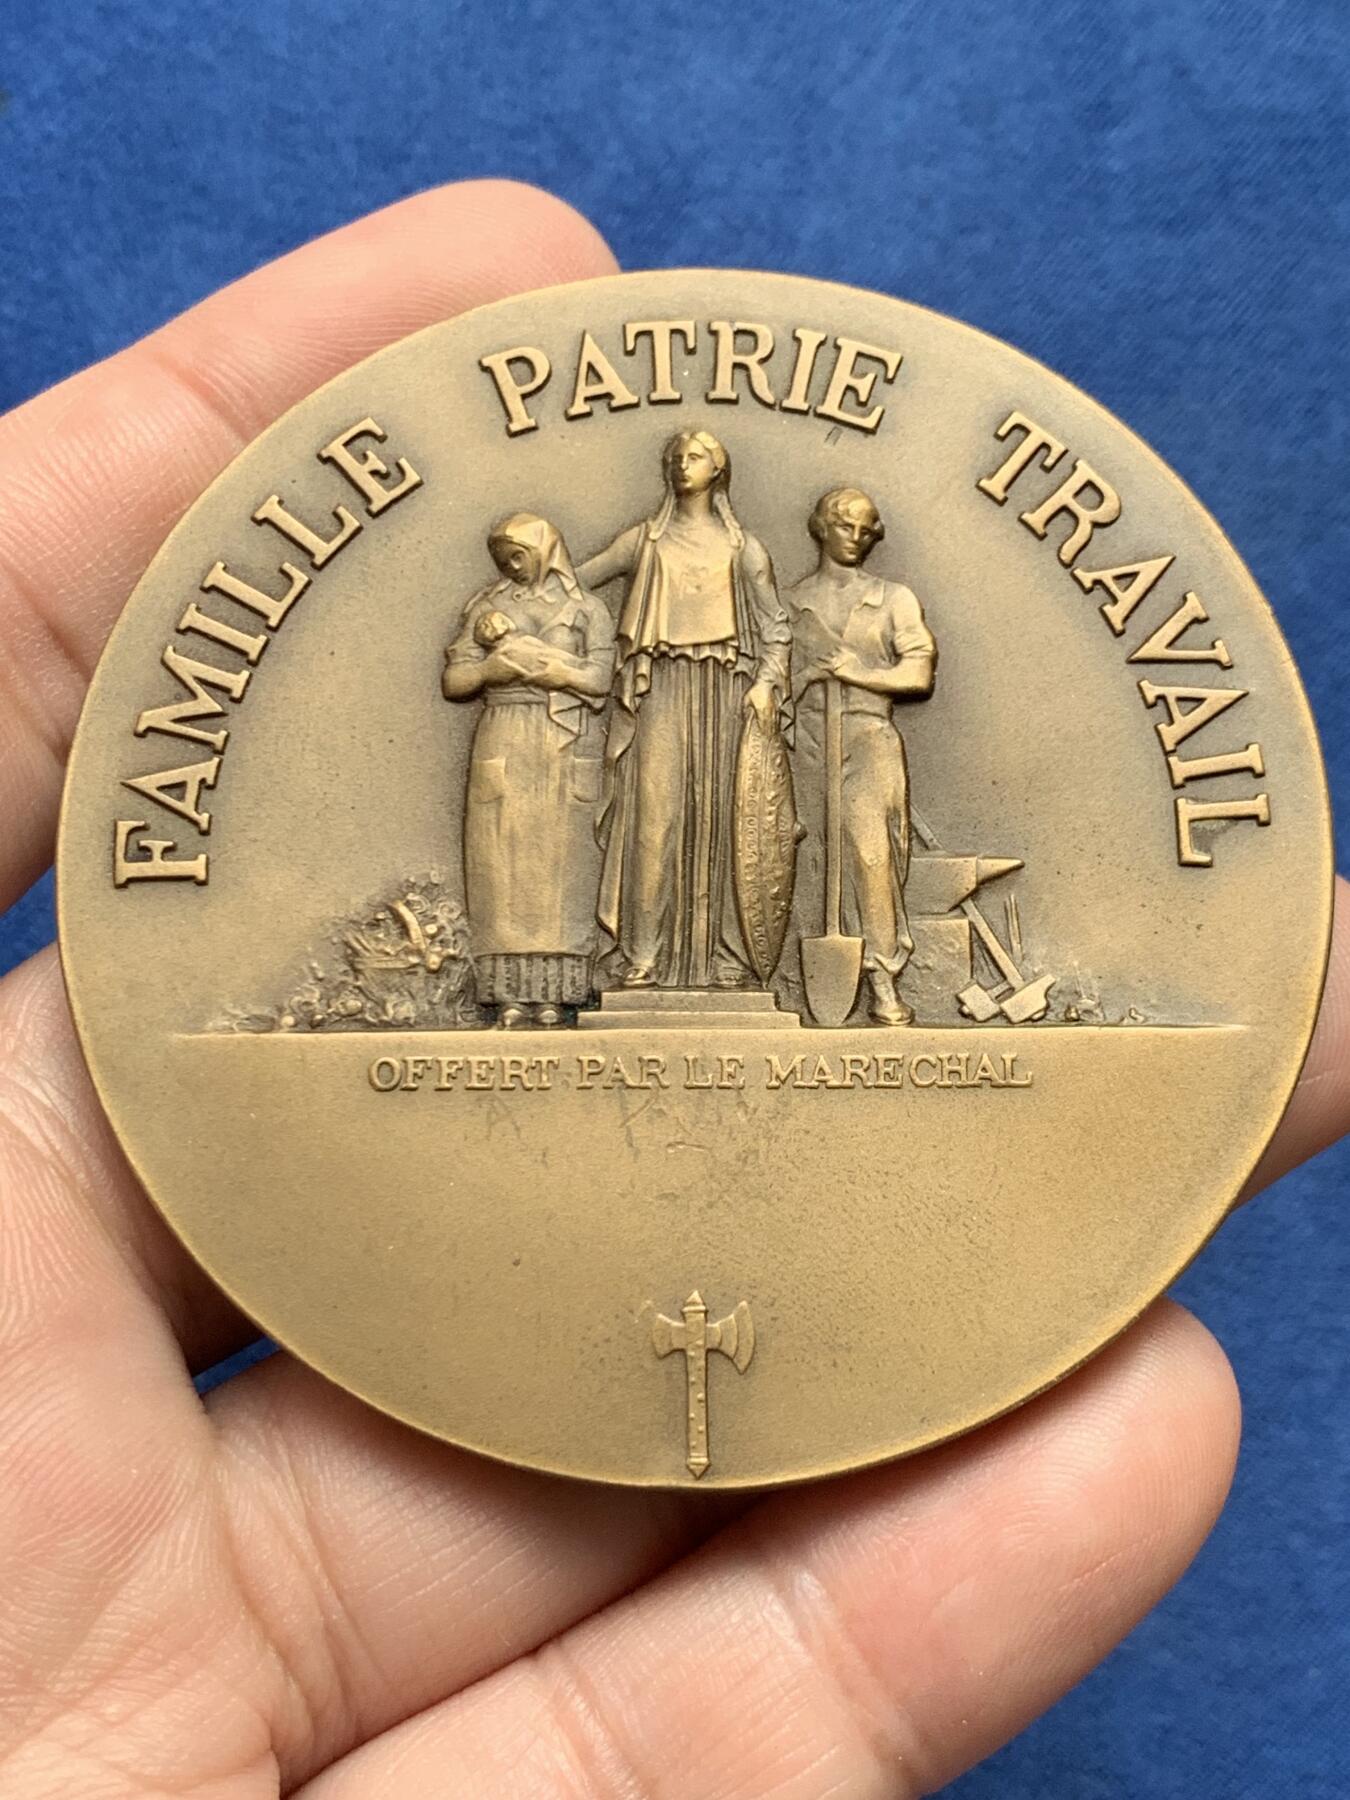 FAMILLE PATRIE TRAVAIL
OFFERT PAR LE MARECHAL